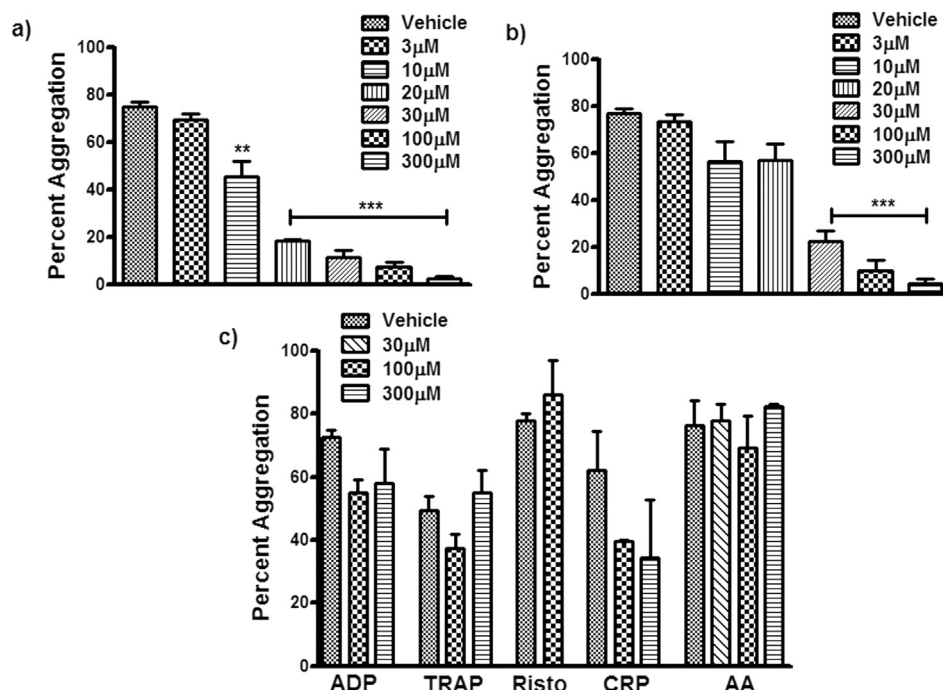 a)
Percent Aggregation
100
80
60
40
20
0
Vehicle
3μM
10μM
20μM
30μM
100μM
300μM
**
***
b)
Percent Aggregation
100
80
60
40
20
0
Vehicle
3μM
10μM
20μM
30μM
100μM
300μM
***
c)
Percent Aggregation
100
80
60
40
20
0
Vehicle
30μM
100μM
300μM
ADP TRAP Risto CRP AA